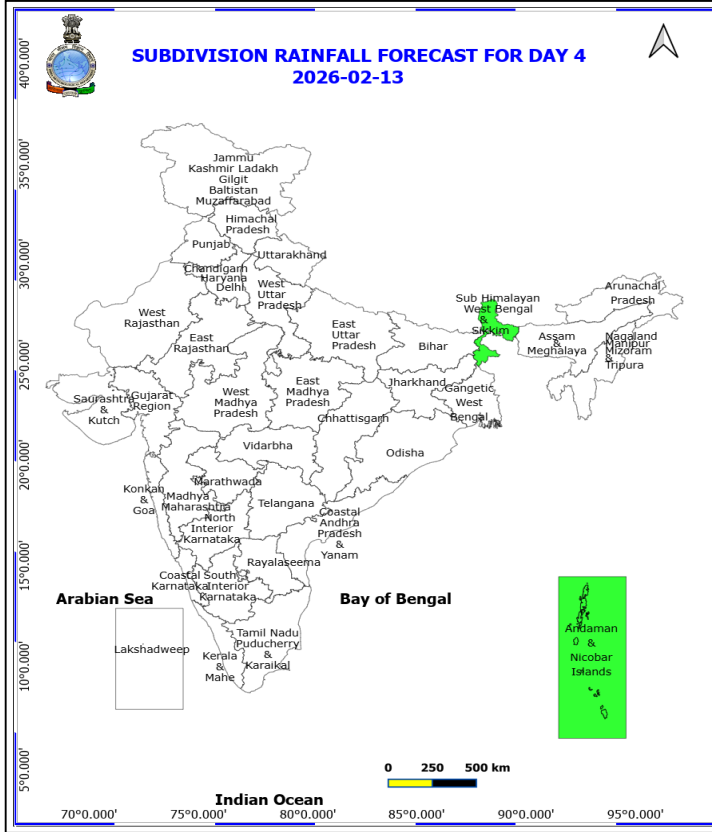 SUBDIVISION RAINFALL FORECAST FOR DAY 4
2026-02-13
40°0.000'
35°0.000'
30°0.000'
25°0.000'
20°0.000'
15°0.000'
10°0.000'
5°0.000'
Jammu
Kashmir Ladakh
Gilgit
Baltistan
Muzaffarabad
Himachal
Pradesh
Punjab
Uttarakhand
Chandigarh
Haryana
Delhi
West
Uttar
Pradesh
West
Rajasthan
East
Rajasthan
East
Uttar
Pradesh
Bihar
Sub Himalayan
West Bengal
&
Sikkim
Arunachal
Pradesh
Assam
&
Meghalaya
Nagaland
Manipur
Mizoram
&
Tripura
Saurashtra
&
Kutch
Gujarat
Region
West
Madhya
Pradesh
East
Madhya
Pradesh
Jharkhand
Gangetic
West
Bengal
Chhattisgarh
Odisha
Vidarbha
Konkan
&
Goa
Marathwada
Madhya
Maharashtra
Telangana
North
Interior
Karnataka
Coastal
Andhra
Pradesh
&
Yanam
Rayalaseema
Coastal
Karnataka
South
Interior
Karnataka
Arabian Sea
Bay of Bengal
Lakshadweep
Kerala
&
Mahe
Tamil Nadu
Puducherry
&
Karaikal
Andaman
&
Nicobar
Islands
0 250 500 km
Indian Ocean
70°0.000' 75°0.000' 80°0.000' 85°0.000' 90°0.000' 95°0.000'